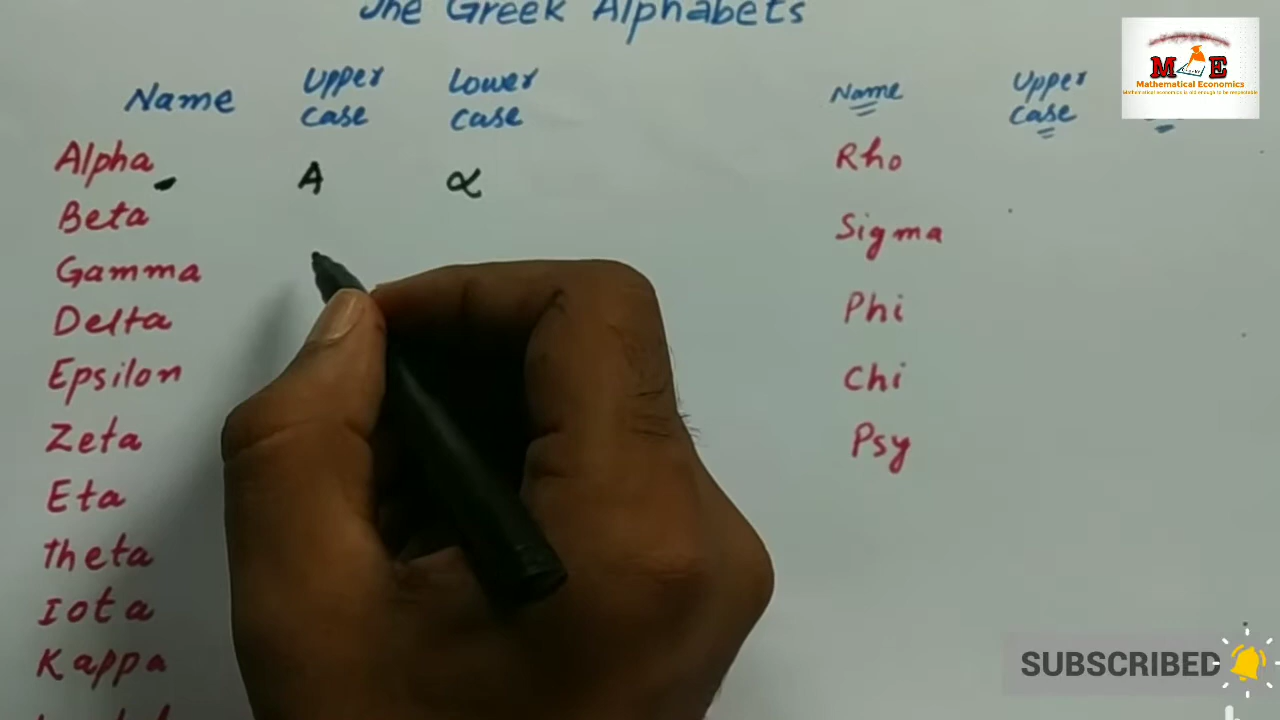 The Greek Alphabets
Name Upper case Lower case
Alpha A α
Beta
Gamma
Delta
Epsilon
Zeta
Eta
Theta
Iota
Kappa
Name Upper case
Rho
Sigma
Phi
Chi
Psy
M E
Mathematical Economics
SUBSCRIBED